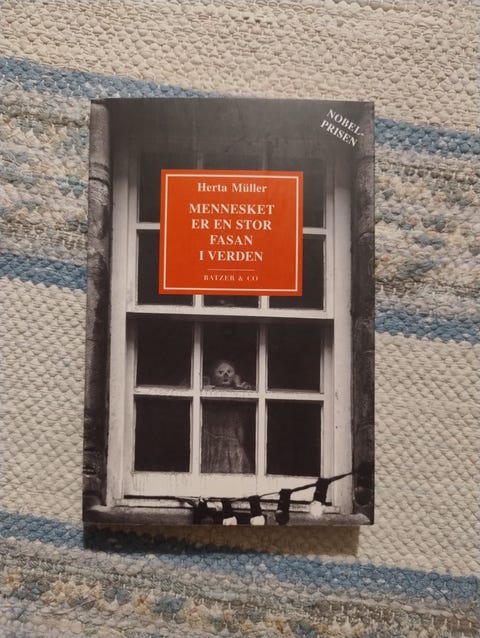 NOBEL-
PRISEN
Herta Müller
MENNESKET
ER EN STOR
FASAN
I VERDEN
BATZER & CO